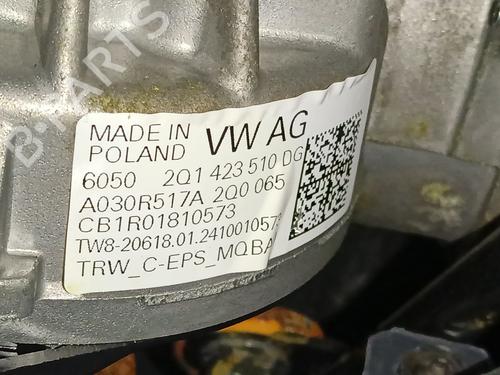 MADE IN
POLAND
VW AG
6050 2Q1 423 510 DG
A030R517A 2Q0 065
CB1R01810573
TW8-20618.01.2410010573
TRW_C-EPS_MQBA
B-PARTS